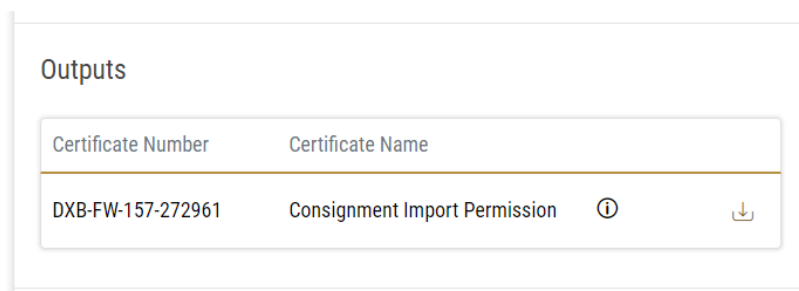 Outputs
Certificate Number Certificate Name
DXB-FW-157-272961 Consignment Import Permission